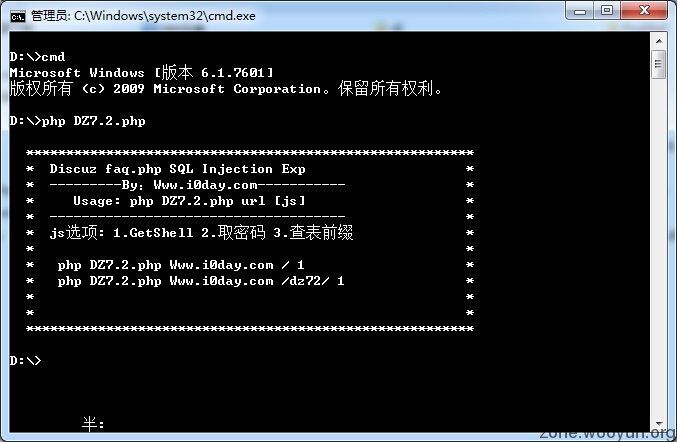 管理员: C:\Windows\system32\cmd.exe
D:\>cmd
Microsoft Windows [版本 6.1.7601]
版权所有 (c) 2009 Microsoft Corporation。保留所有权利。
D:\>php DZ7.2.php
*********************************************************
* Discuz faq.php SQL Injection Exp *
* ---------By：Www.i0day.com----------- *
* Usage: php DZ7.2.php url [js] *
* ------------------------------------- *
* js选项：1.GetShell 2.取密码 3.查表前缀 *
* *
* php DZ7.2.php Www.i0day.com / 1 *
* php DZ7.2.php Www.i0day.com /dz72/ 1 *
* *
* *
*********************************************************
D:\>
半：
zone.wooyun.org